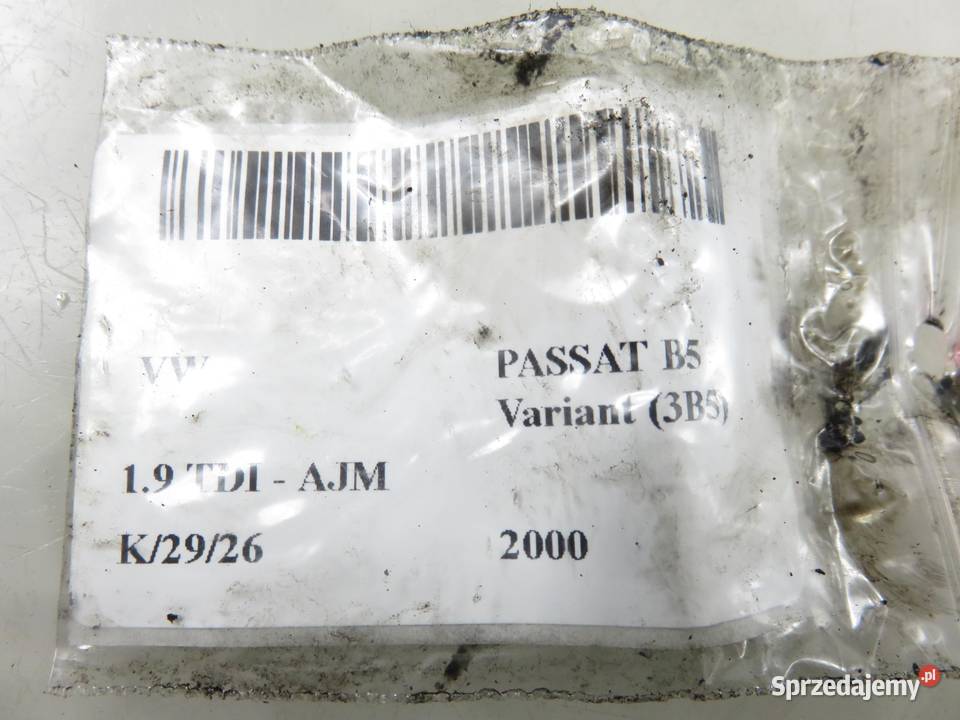 VW
PASSAT B5
Variant (3B5)
1.9 TDI - AJM
K/29/26
2000
Sprzedajemy.pl